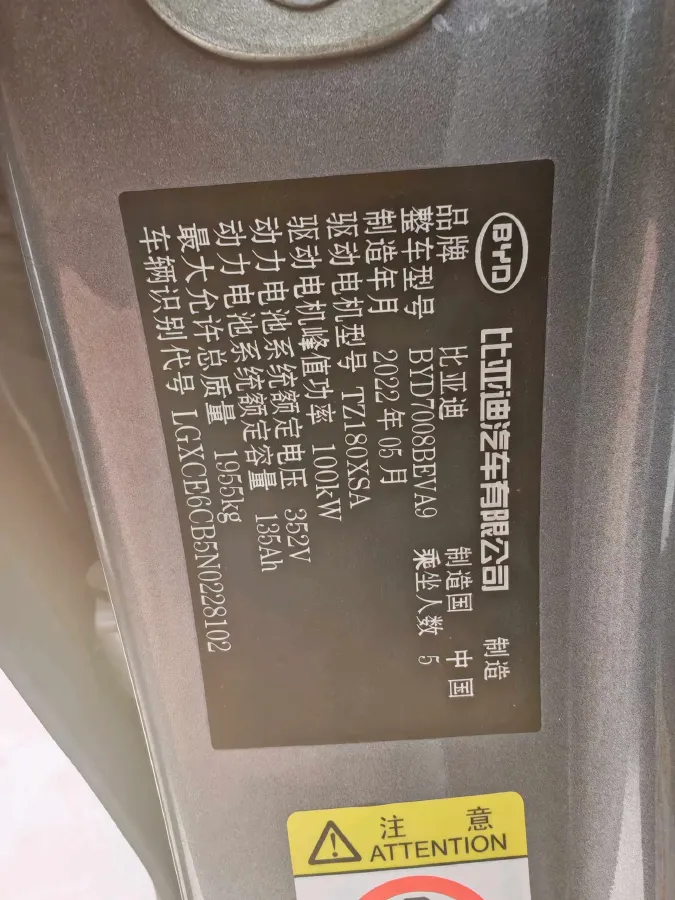 BYD 比亚迪汽车有限公司 制造
品牌 比亚迪 制造国 中国
整车型号 BYD7008BEVA9 乘坐人数 5
制造年月 2022年05月
驱动电机型号 TZ180XSA
驱动电机峰值功率 100kW
动力电池系统额定电压 352V
动力电池系统额定容量 135Ah
最大允许总质量 1955kg
车辆识别代号 LGXCE6CB5N0228102
注意
ATTENTION